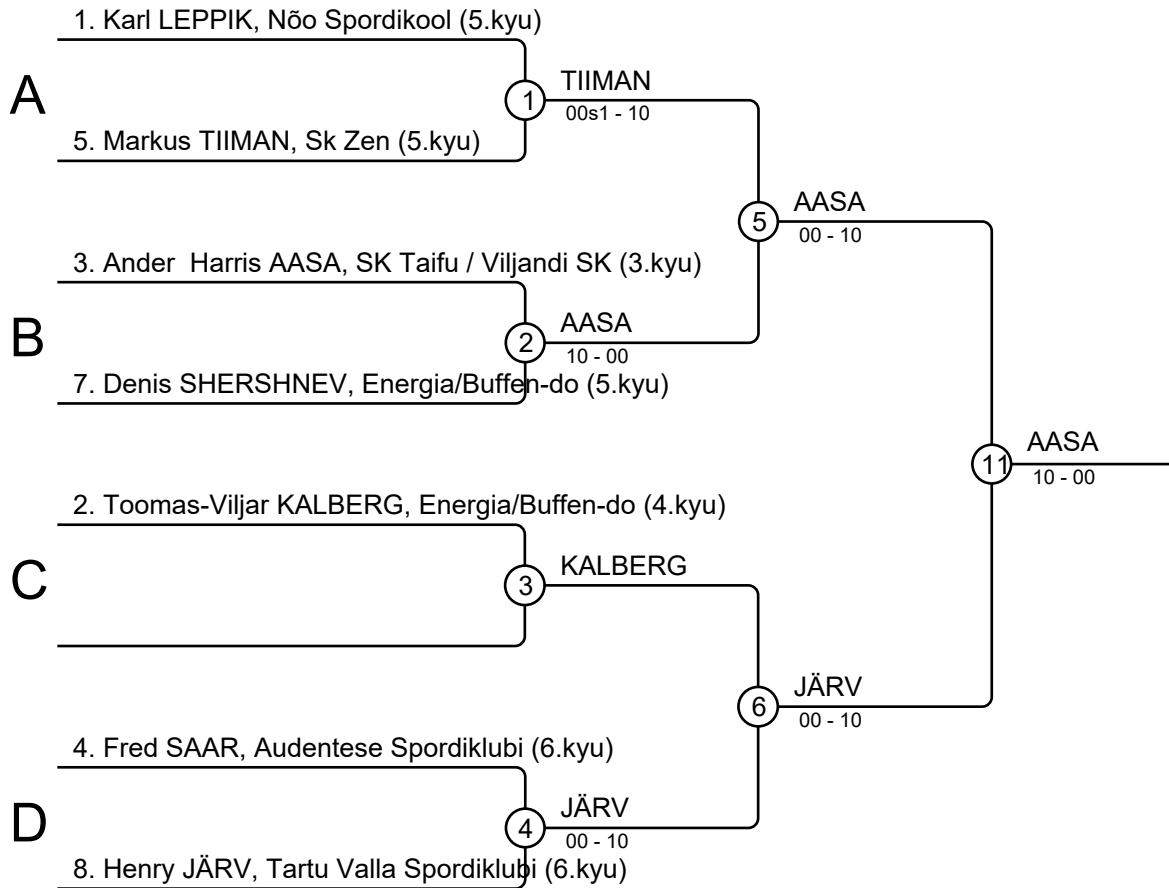 1. Karl LEPPIK, Nõo Spordikool (5.kyu)
A
1
TIIMAN
00s1 - 10
5. Markus TIIMAN, Sk Zen (5.kyu)
5
AASA
00 - 10
3. Ander  Harris AASA, SK Taifu / Viljandi SK (3.kyu)
B
2
AASA
10 - 00
7. Denis SHERSHNEV, Energia/Buffen-do (5.kyu)
11
AASA
10 - 00
2. Toomas-Viljar KALBERG, Energia/Buffen-do (4.kyu)
C
3
KALBERG
6
JÄRV
00 - 10
4. Fred SAAR, Audentese Spordiklubi (6.kyu)
D
4
JÄRV
00 - 10
8. Henry JÄRV, Tartu Valla Spordiklubi (6.kyu)